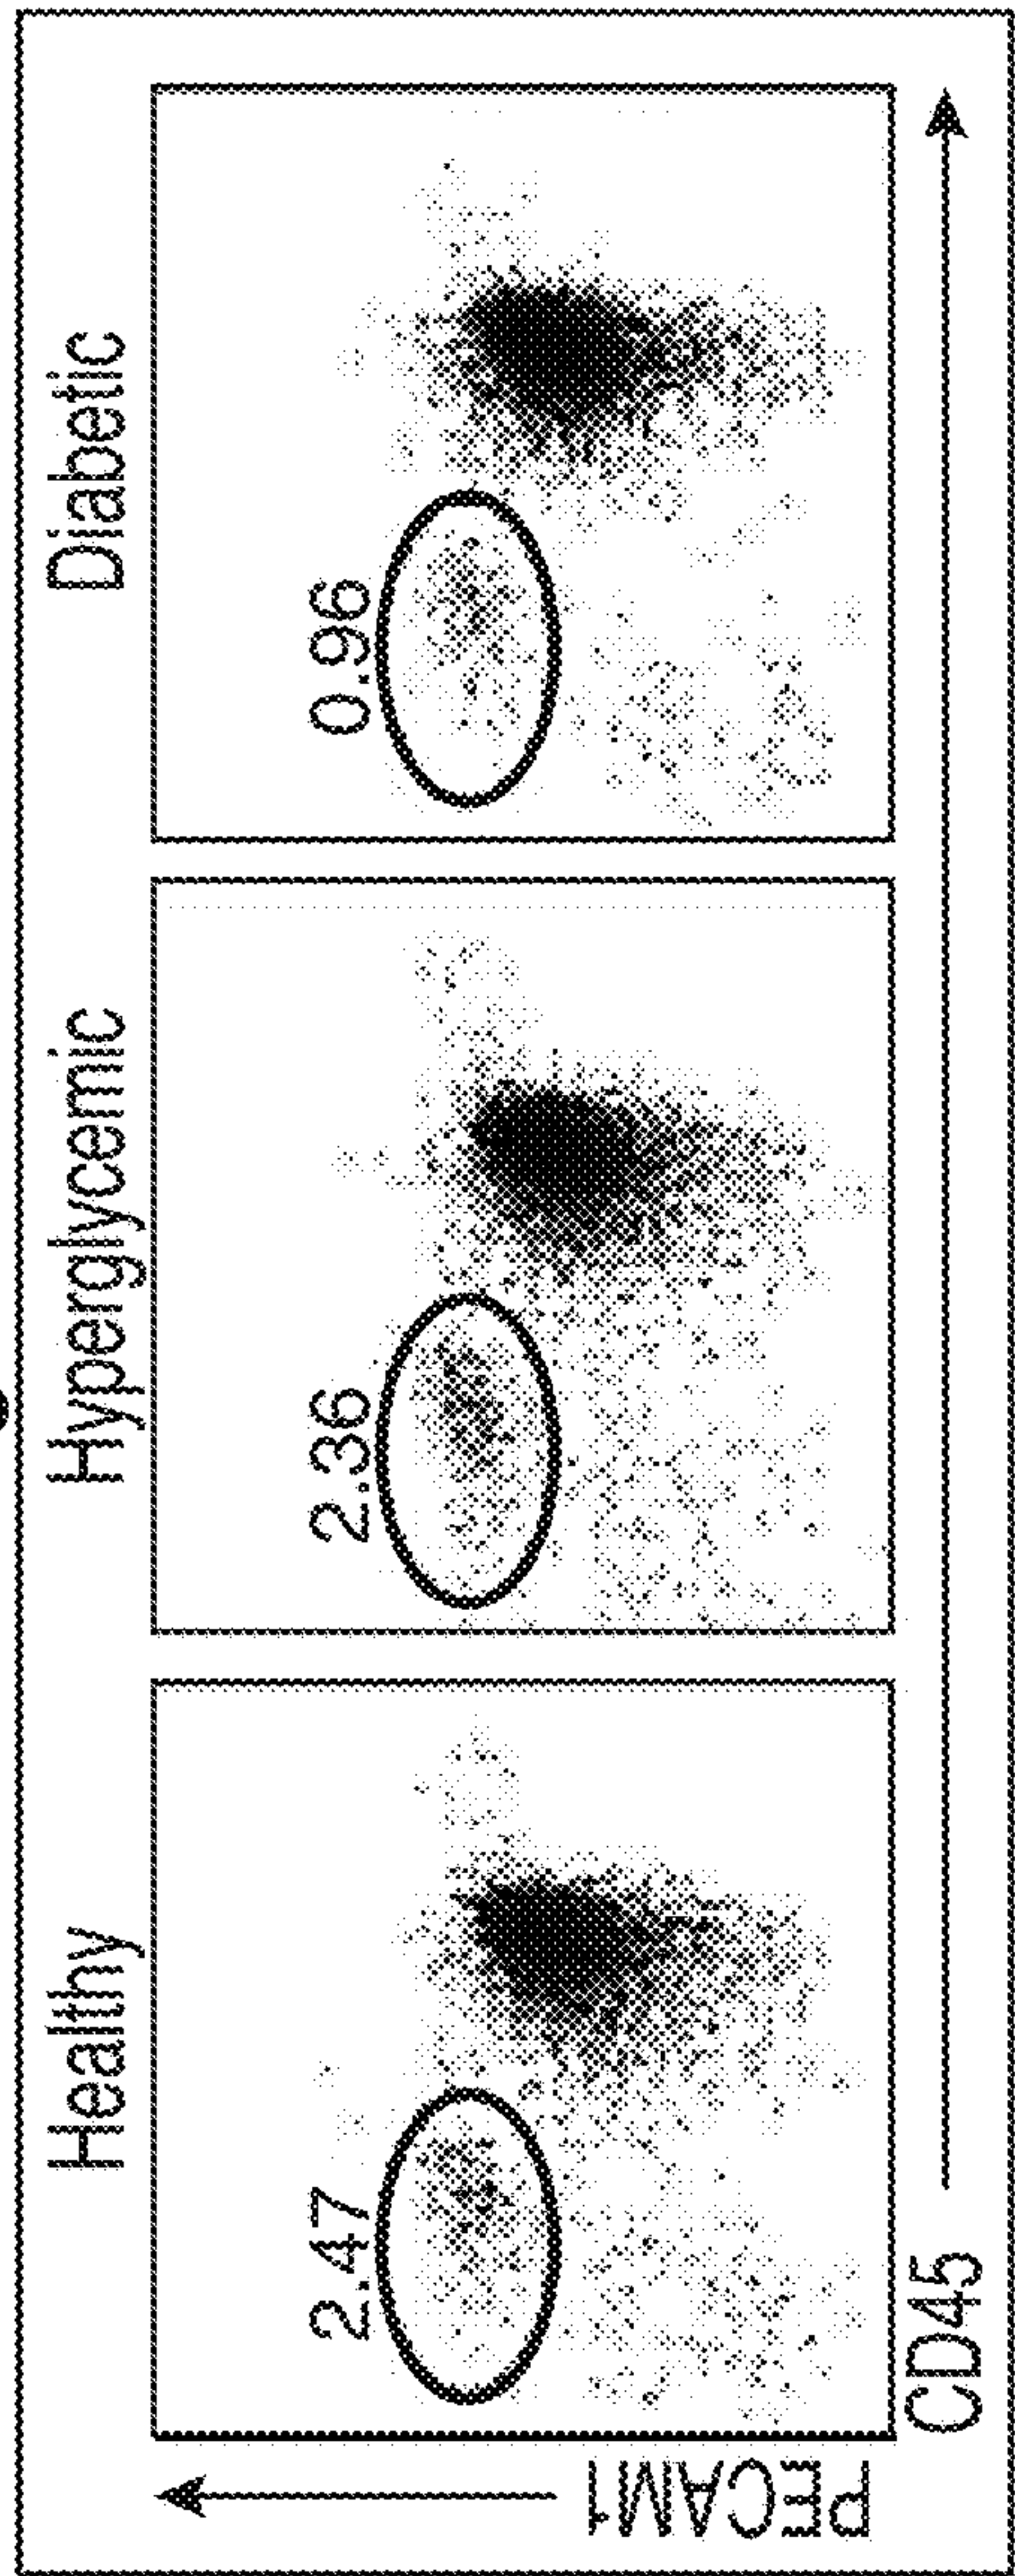 Healthy
Hyperglycemic
Diabetic
2.47
2.36
0.96
PECAM1
CD45